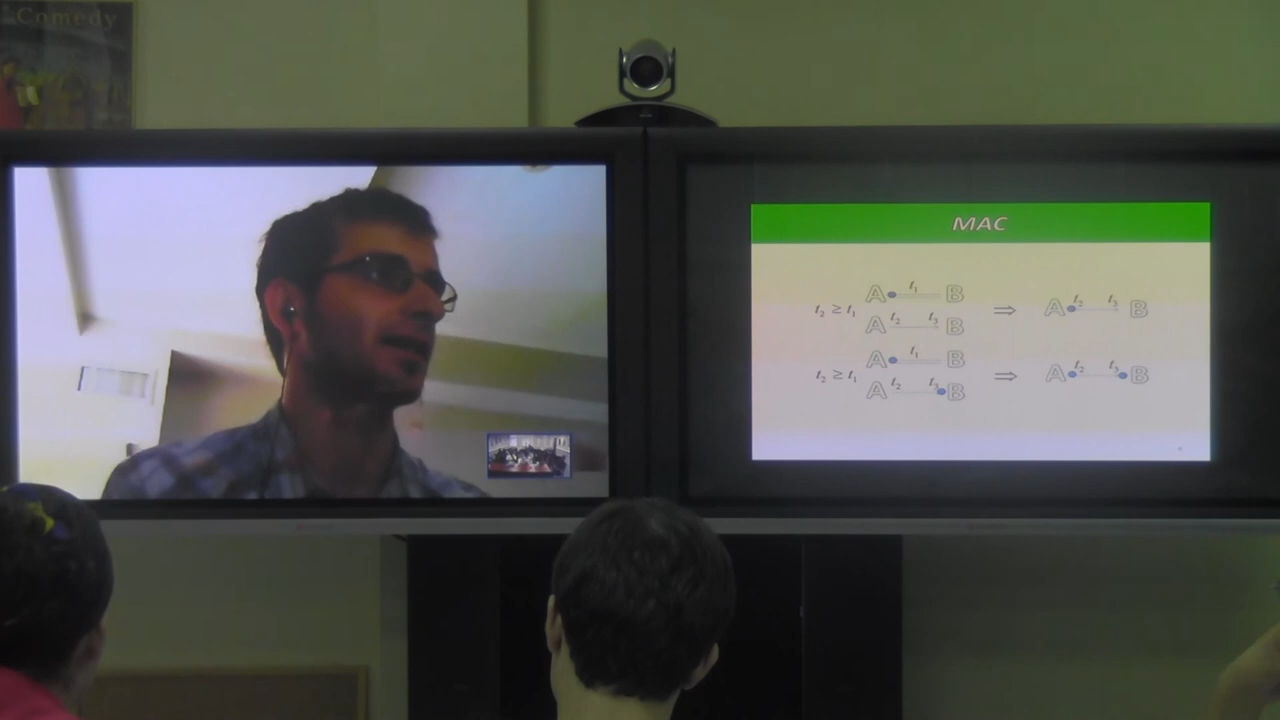 Comedy
MAC
A t₁ B
t₂ ≥ t₁ ⇒ A t₂ t₃ B
A t₂ t₃ B
A t₁ B
t₂ ≥ t₁ ⇒ A t₂ t₃ B
A t₂ t₃ B